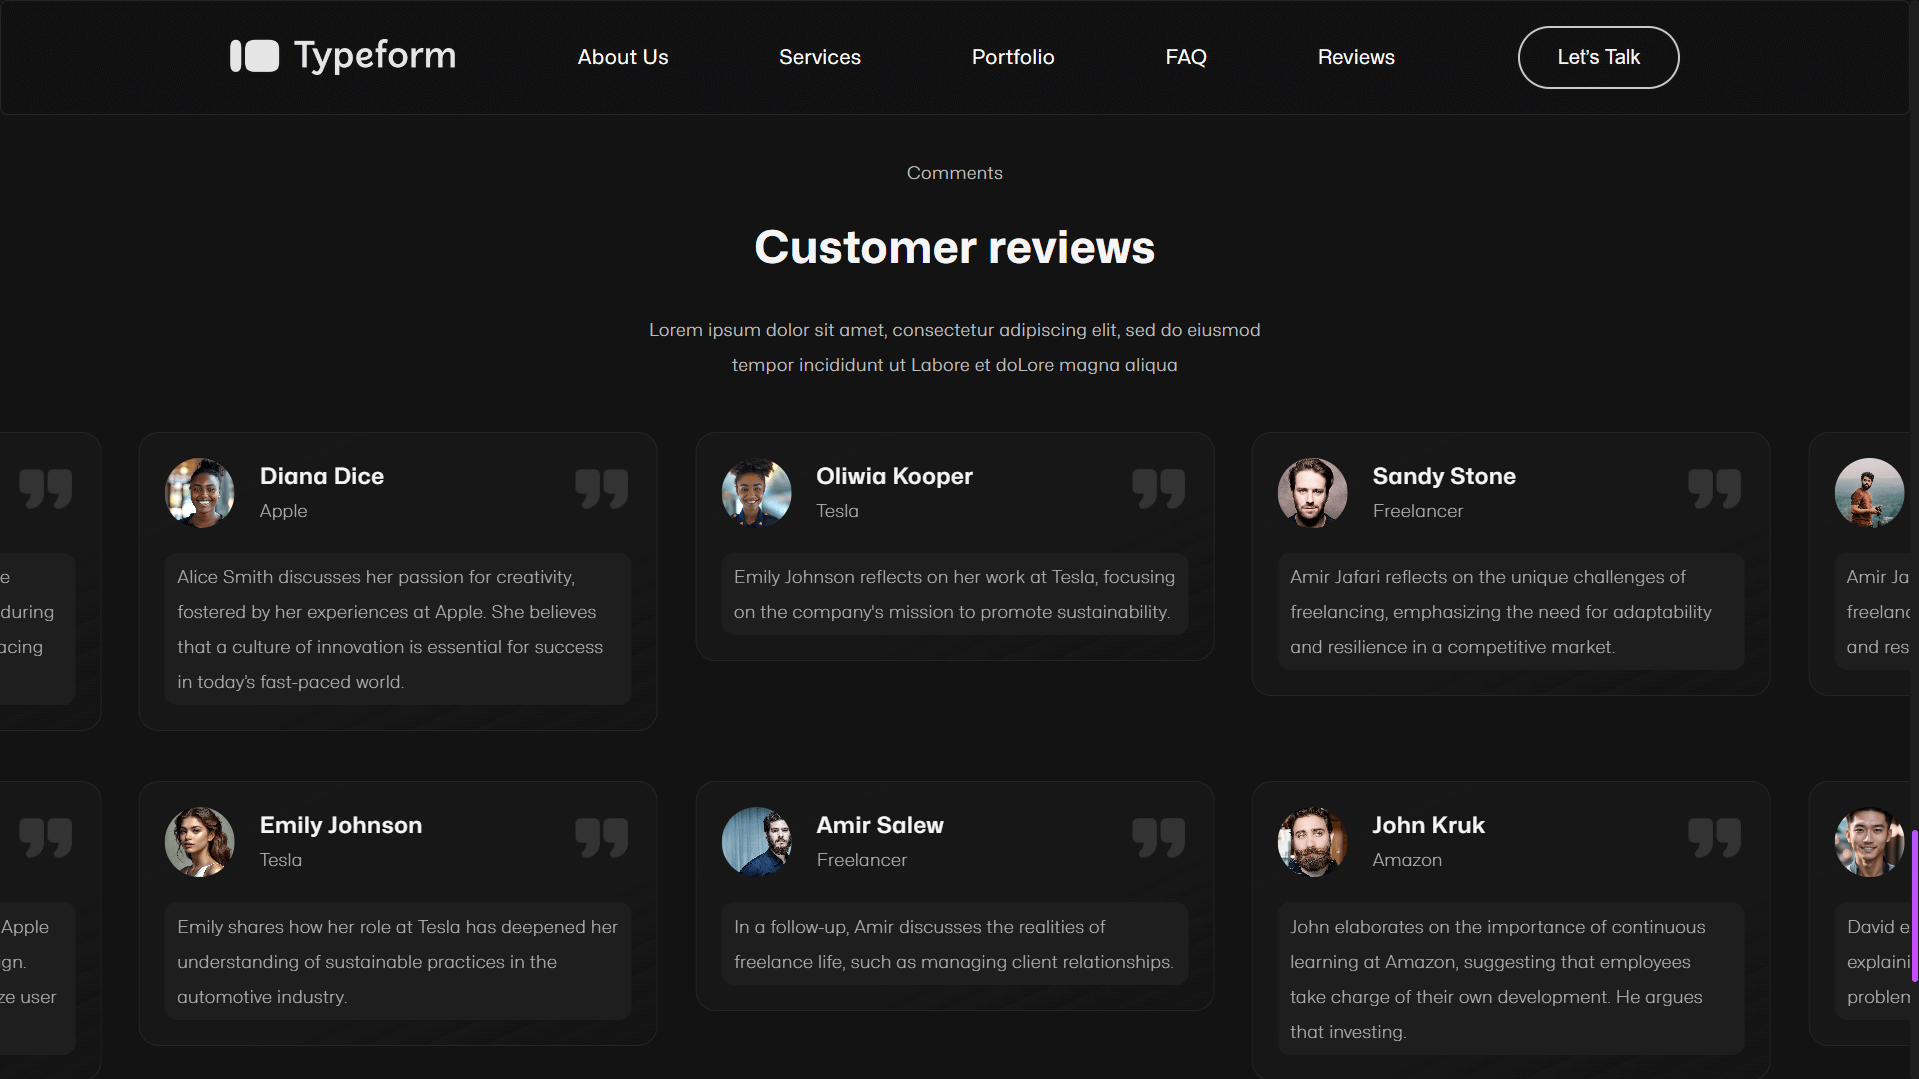 Typeform
About Us
Services
Portfolio
FAQ
Reviews
Let's Talk
Comments
Customer reviews
Lorem ipsum dolor sit amet, consectetur adipiscing elit, sed do eiusmod
tempor incididunt ut Labore et doLore magna aliqua
e
during
acing
Diana Dice
Apple
Alice Smith discusses her passion for creativity,
fostered by her experiences at Apple. She believes
that a culture of innovation is essential for success
in today's fast-paced world.
Oliwia Kooper
Tesla
Emily Johnson reflects on her work at Tesla, focusing
on the company's mission to promote sustainability.
Sandy Stone
Freelancer
Amir Jafari reflects on the unique challenges of
freelancing, emphasizing the need for adaptability
and resilience in a competitive market.
Amir Ja
freelanc
and res
Apple
ign.
ze user
Emily Johnson
Tesla
Emily shares how her role at Tesla has deepened her
understanding of sustainable practices in the
automotive industry.
Amir Salew
Freelancer
In a follow-up, Amir discusses the realities of
freelance life, such as managing client relationships.
John Kruk
Amazon
John elaborates on the importance of continuous
learning at Amazon, suggesting that employees
take charge of their own development. He argues
that investing.
David e
explaini
problem